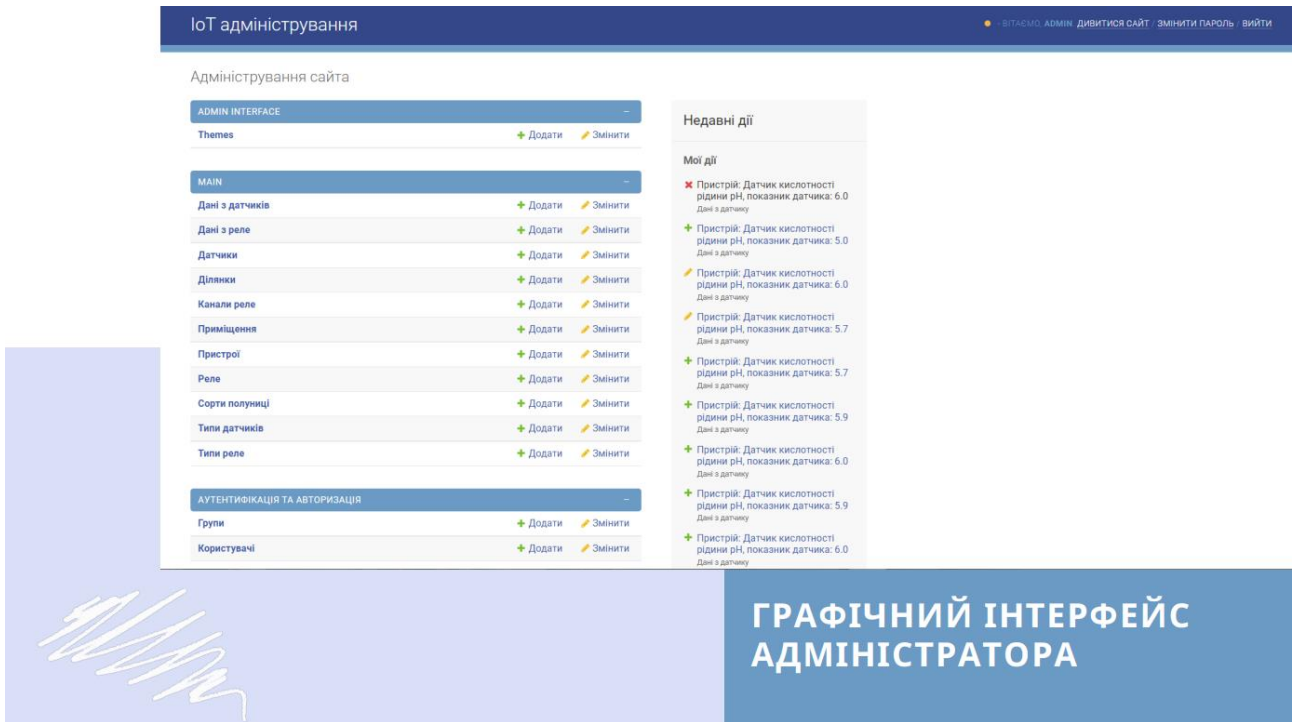 IoT адміністрування
- ВІТАЄМО, ADMIN. ДИВИТИСЯ САЙТ / ЗМІНИТИ ПАРОЛЬ / ВИЙТИ
Адміністрування сайта
ADMIN INTERFACE –
Themes + Додати Змінити
MAIN –
Дані з датчиків + Додати Змінити
Дані з реле + Додати Змінити
Датчики + Додати Змінити
Ділянки + Додати Змінити
Канали реле + Додати Змінити
Приміщення + Додати Змінити
Пристрої + Додати Змінити
Реле + Додати Змінити
Сорти полуниці + Додати Змінити
Типи датчиків + Додати Змінити
Типи реле + Додати Змінити
АУТЕНТИФІКАЦІЯ ТА АВТОРИЗАЦІЯ –
Групи + Додати Змінити
Користувачі + Додати Змінити
Недавні дії
Мої дії
Пристрій: Датчик кислотності
рідини pH, показник датчика: 6.0
Дані з датчику
Пристрій: Датчик кислотності
рідини pH, показник датчика: 5.0
Дані з датчику
Пристрій: Датчик кислотності
рідини pH, показник датчика: 6.0
Дані з датчику
Пристрій: Датчик кислотності
рідини pH, показник датчика: 5.7
Дані з датчику
Пристрій: Датчик кислотності
рідини pH, показник датчика: 5.7
Дані з датчику
Пристрій: Датчик кислотності
рідини pH, показник датчика: 5.9
Дані з датчику
Пристрій: Датчик кислотності
рідини pH, показник датчика: 6.0
Дані з датчику
Пристрій: Датчик кислотності
рідини pH, показник датчика: 5.9
Дані з датчику
Пристрій: Датчик кислотності
рідини pH, показник датчика: 6.0
Дані з датчику
ГРАФІЧНИЙ ІНТЕРФЕЙС
АДМІНІСТРАТОРА